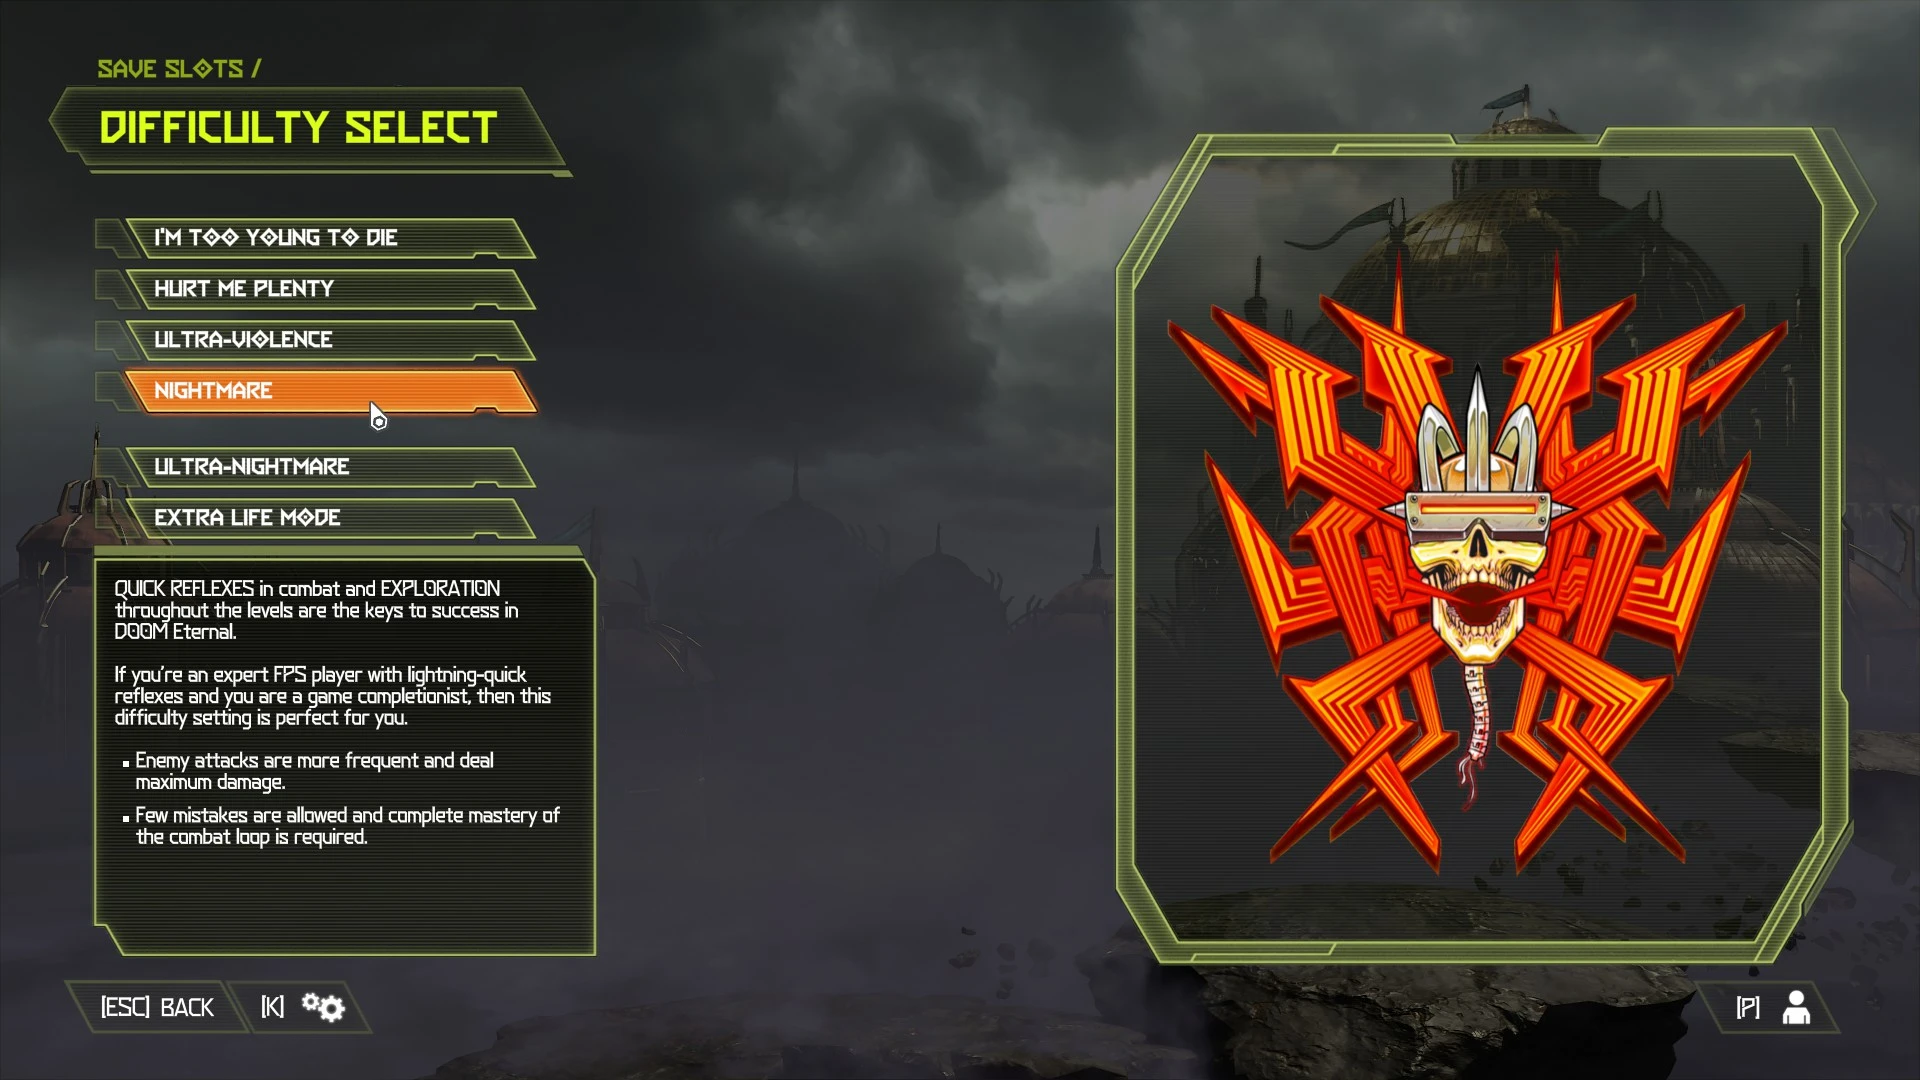 SAVE SLOTS /
DIFFICULTY SELECT
I'M TOO YOUNG TO DIE
HURT ME PLENTY
ULTRA-VIOLENCE
NIGHTMARE
ULTRA-NIGHTMARE
EXTRA LIFE MODE
QUICK REFLEXES in combat and EXPLORATION
throughout the levels are the keys to success in
DOOM Eternal.
If you're an expert FPS player with lightning-quick
reflexes and you are a game completionist, then this
difficulty setting is perfect for you.
▪ Enemy attacks are more frequent and deal
maximum damage.
▪ Few mistakes are allowed and complete mastery of
the combat loop is required.
[ESC] BACK [K]
[P]